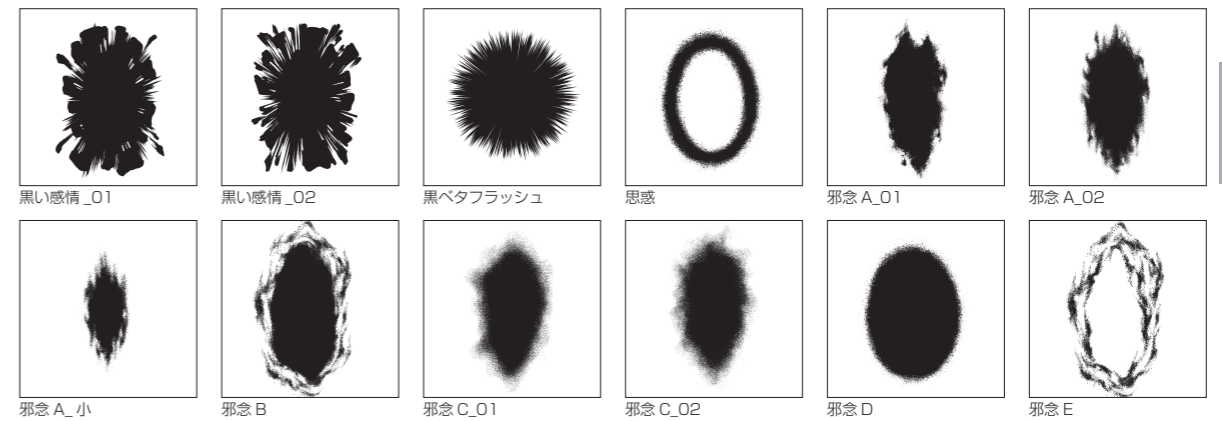 黒い感情 _01
黒い感情 _02
黒ベタフラッシュ
思惑
邪念 A_01
邪念 A_02
邪念 A_ 小
邪念 B
邪念 C_01
邪念 C_02
邪念 D
邪念 E